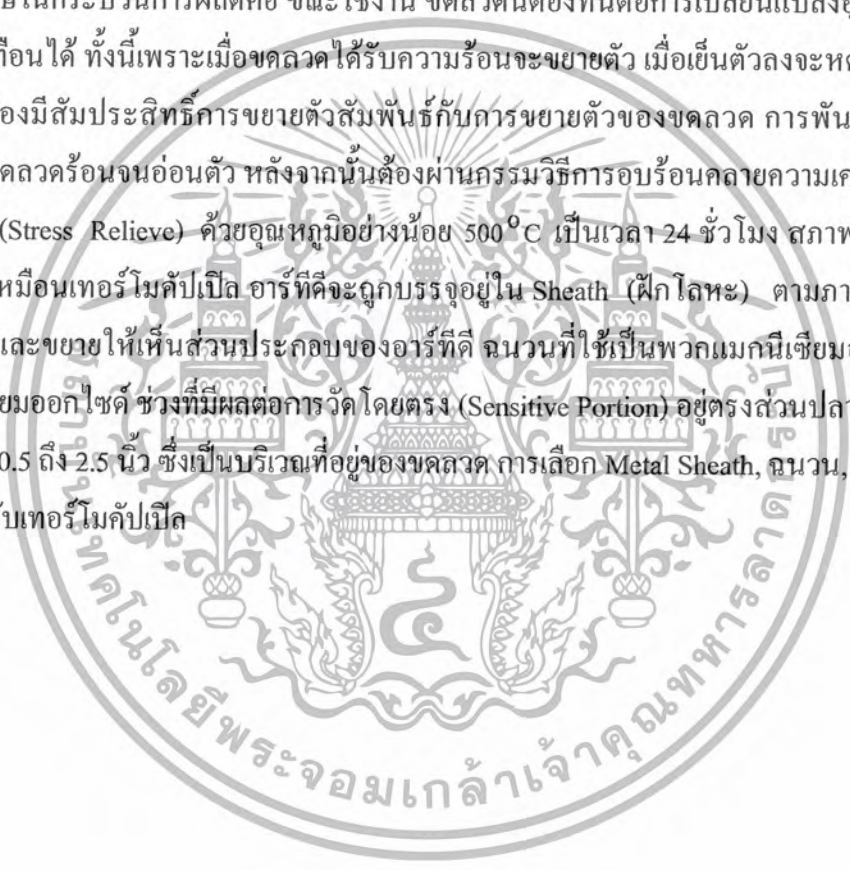 ในกระบวนการผลิตคือ ขณะใช้งาน ขดลวดนี้ต้องทนต่อการเปลี่ยนแปลงอุ
ทือนได้ ทั้งนี้เพราะเมื่อขดลวดได้รับความร้อนจะขยายตัว เมื่อเย็นตัวลงจะหด
องมีสัมประสิทธิ์การขยายตัวสัมพันธ์กับการขยายตัวของขดลวด การพัน
ดลวดร้อนจนอ่อนตัว หลังจากนั้นต้องผ่านกรรมวิธีการอบร้อนคลายความเค
(Stress Relieve) ด้วยอุณหภูมิอย่างน้อย 500°C เป็นเวลา 24 ชั่วโมง สภาพ
หมือนเทอร์โมคัปเปิล อาร์ทีดีจะถูกบรรจุอยู่ใน Sheath (ฝักโลหะ) ตามภา
และขยายให้เห็นส่วนประกอบของอาร์ทีดี ฉนวนที่ใช้เป็นพวกแมกนีเซียมอ
ยมออกไซด์ ช่วงที่มีผลต่อการวัดโดยตรง (Sensitive Portion) อยู่ตรงส่วนปลา
0.5 ถึง 2.5 นิ้ว ซึ่งเป็นบริเวณที่อยู่ของขดลวด การเลือก Metal Sheath, ฉนวน,
ับเทอร์โมคัปเปิล
คโนโลยีพระจอมเกล้าเจ้าคุณทหารลาดกระบัง